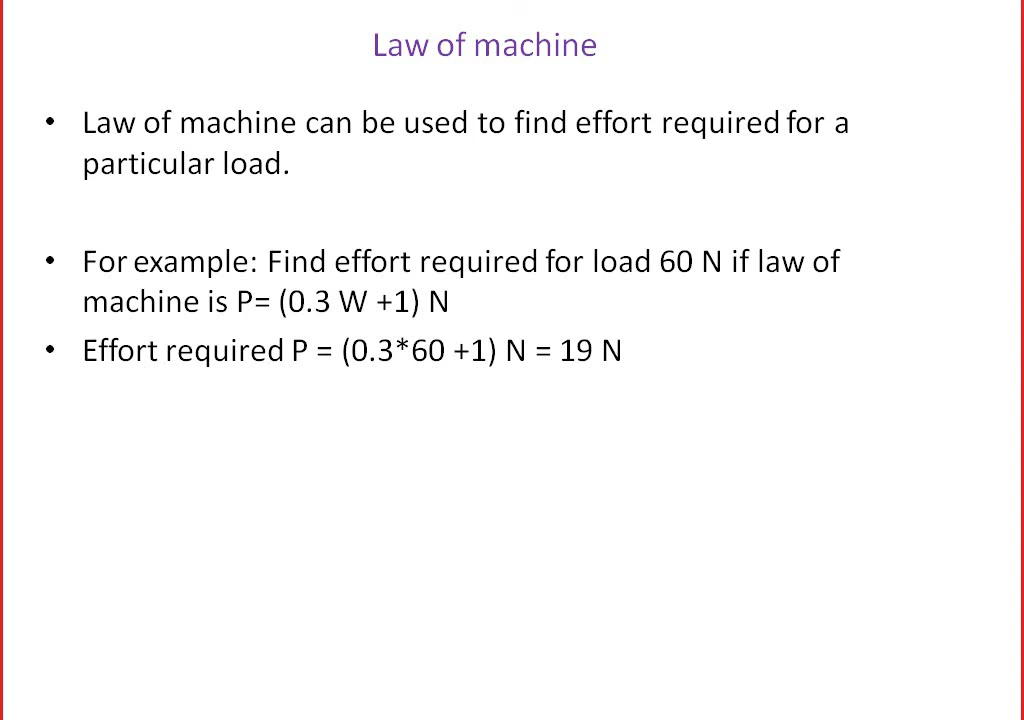 Law of machine
• Law of machine can be used to find effort required for a
particular load.
• For example: Find effort required for load 60 N if law of
machine is P= (0.3 W +1) N
• Effort required P = (0.3*60 +1) N = 19 N